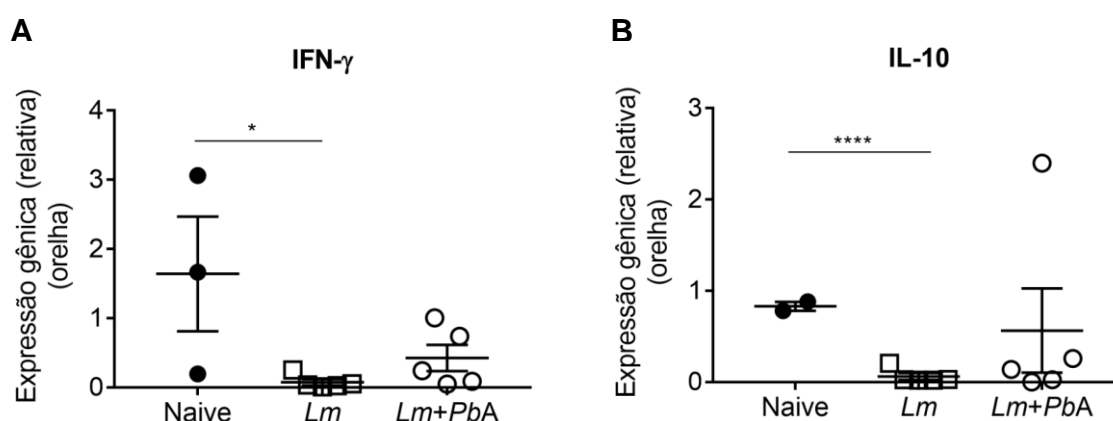 A
IFN-γ
Expressão gênica (relativa)
(orelha)
4
3
2
1
0
*
Naive
Lm
Lm+PbA
B
IL-10
Expressão gênica (relativa)
(orelha)
3
2
1
0
****
Naive
Lm
Lm+PbA